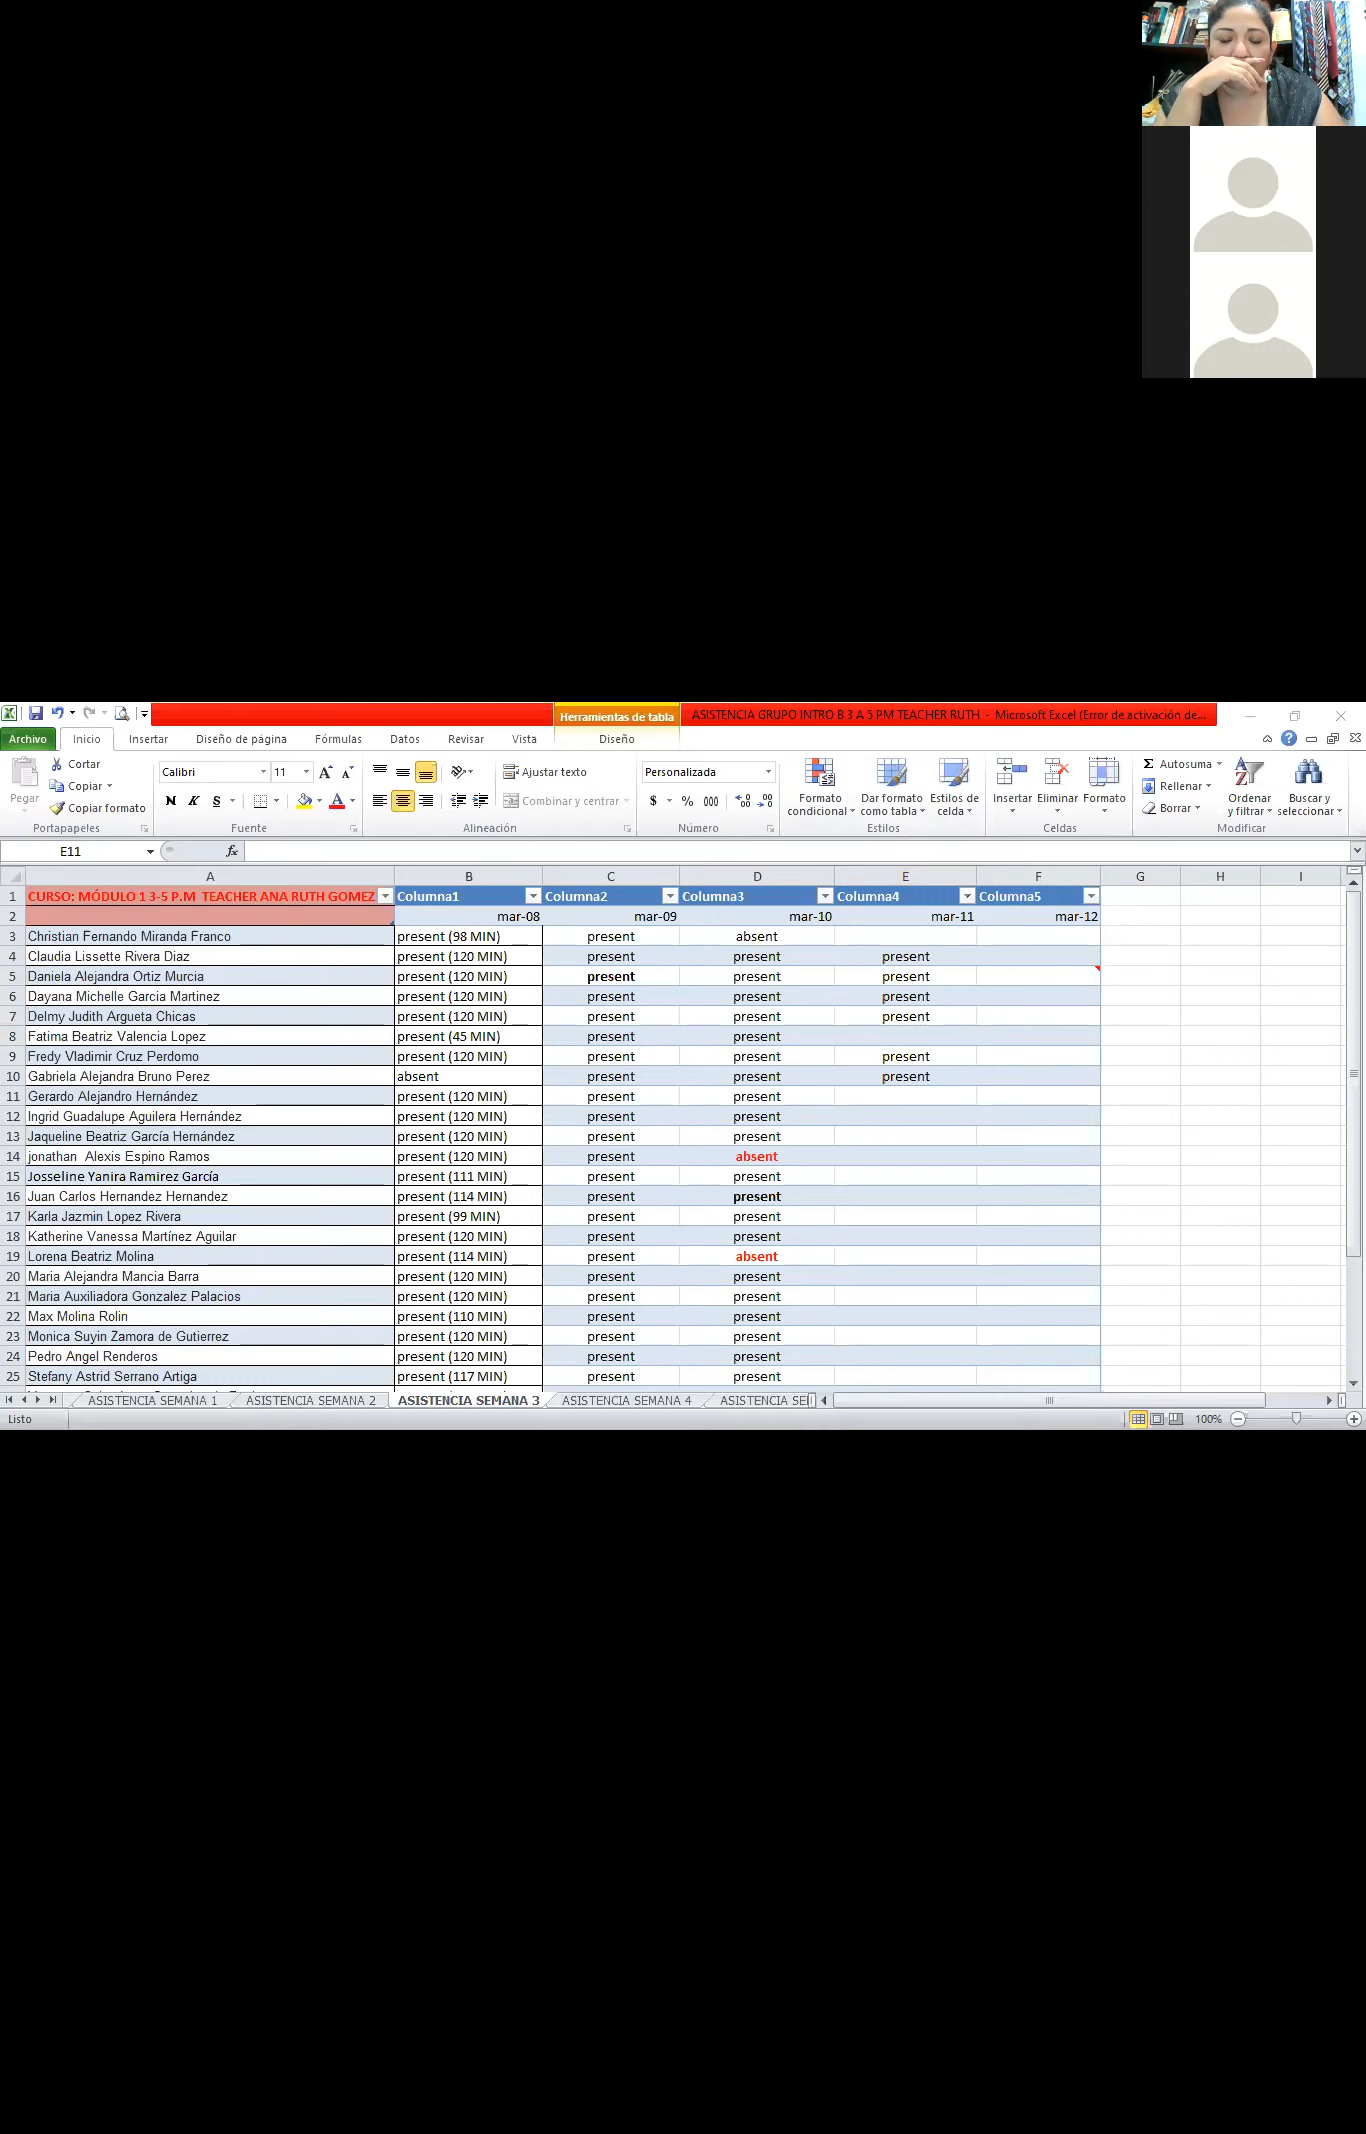 Herramientas de tabla
ASISTENCIA GRUPO INTRO B 3 A 5 PM TEACHER RUTH - Microsoft Excel (Error de activación de...
Archivo Inicio Insertar Diseño de página Fórmulas Datos Revisar Vista Diseño
Pegar Cortar Copiar Copiar formato
Calibri 11 Ajustar texto Combinar y centrar Personalizada
N K S $ % 000
Formato condicional Dar formato como tabla Estilos de celda Insertar Eliminar Formato
Autosuma Rellenar Borrar Ordenar y filtrar Buscar y seleccionar
Portapapeles Fuente Alineación Número Estilos Celdas Modificar
E11 fx
A B C D E F G H I
1 CURSO: MÓDULO 1 3-5 P.M TEACHER ANA RUTH GOMEZ Columna1 Columna2 Columna3 Columna4 Columna5
2 mar-08 mar-09 mar-10 mar-11 mar-12
3 Christian Fernando Miranda Franco present (98 MIN) present absent
4 Claudia Lissette Rivera Diaz present (120 MIN) present present present
5 Daniela Alejandra Ortiz Murcia present (120 MIN) present present present
6 Dayana Michelle Garcia Martinez present (120 MIN) present present present
7 Delmy Judith Argueta Chicas present (120 MIN) present present present
8 Fatima Beatriz Valencia Lopez present (45 MIN) present present
9 Fredy Vladimir Cruz Perdomo present (120 MIN) present present present
10 Gabriela Alejandra Bruno Perez absent present present present
11 Gerardo Alejandro Hernández present (120 MIN) present present
12 Ingrid Guadalupe Aguilera Hernández present (120 MIN) present present
13 Jaqueline Beatriz García Hernández present (120 MIN) present present
14 jonathan Alexis Espino Ramos present (120 MIN) present absent
15 Josseline Yanira Ramirez García present (111 MIN) present present
16 Juan Carlos Hernandez Hernandez present (114 MIN) present present
17 Karla Jazmin Lopez Rivera present (99 MIN) present present
18 Katherine Vanessa Martínez Aguilar present (120 MIN) present present
19 Lorena Beatriz Molina present (114 MIN) present absent
20 Maria Alejandra Mancia Barra present (120 MIN) present present
21 Maria Auxiliadora Gonzalez Palacios present (120 MIN) present present
22 Max Molina Rolin present (110 MIN) present present
23 Monica Suyin Zamora de Gutierrez present (120 MIN) present present
24 Pedro Angel Renderos present (120 MIN) present present
25 Stefany Astrid Serrano Artiga present (117 MIN) present present
ASISTENCIA SEMANA 1 ASISTENCIA SEMANA 2 ASISTENCIA SEMANA 3 ASISTENCIA SEMANA 4 ASISTENCIA SEM
Listo 100%